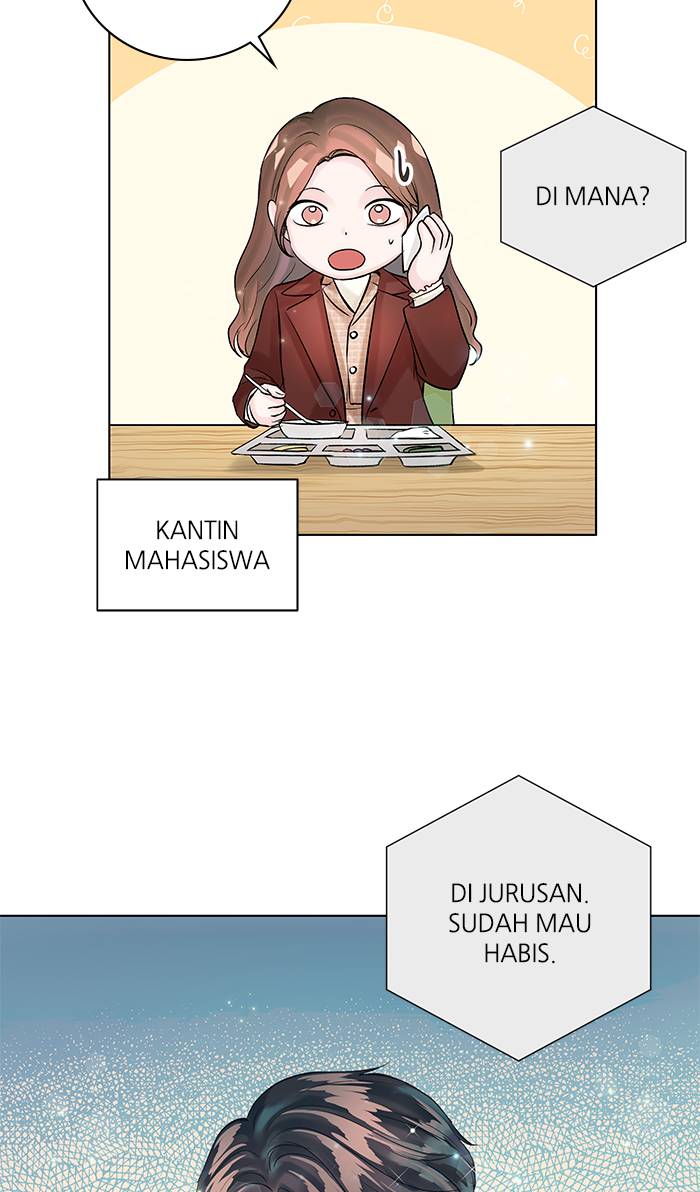 DI MANA?
KANTIN
MAHASISWA
DI JURUSAN.
SUDAH MAU
HABIS.